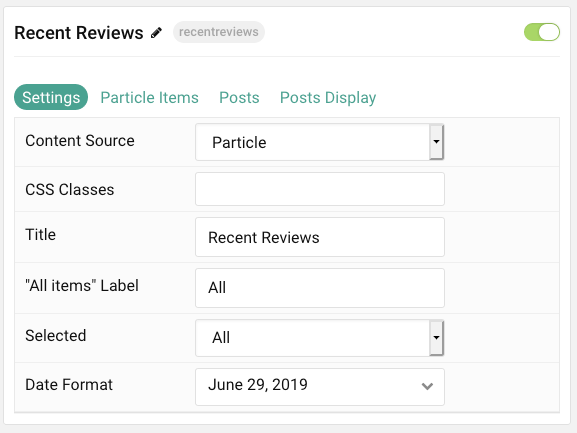 Recent Reviews recentreviews
Settings Particle Items Posts Posts Display
Content Source Particle
CSS Classes
Title Recent Reviews
"All items" Label All
Selected All
Date Format June 29, 2019